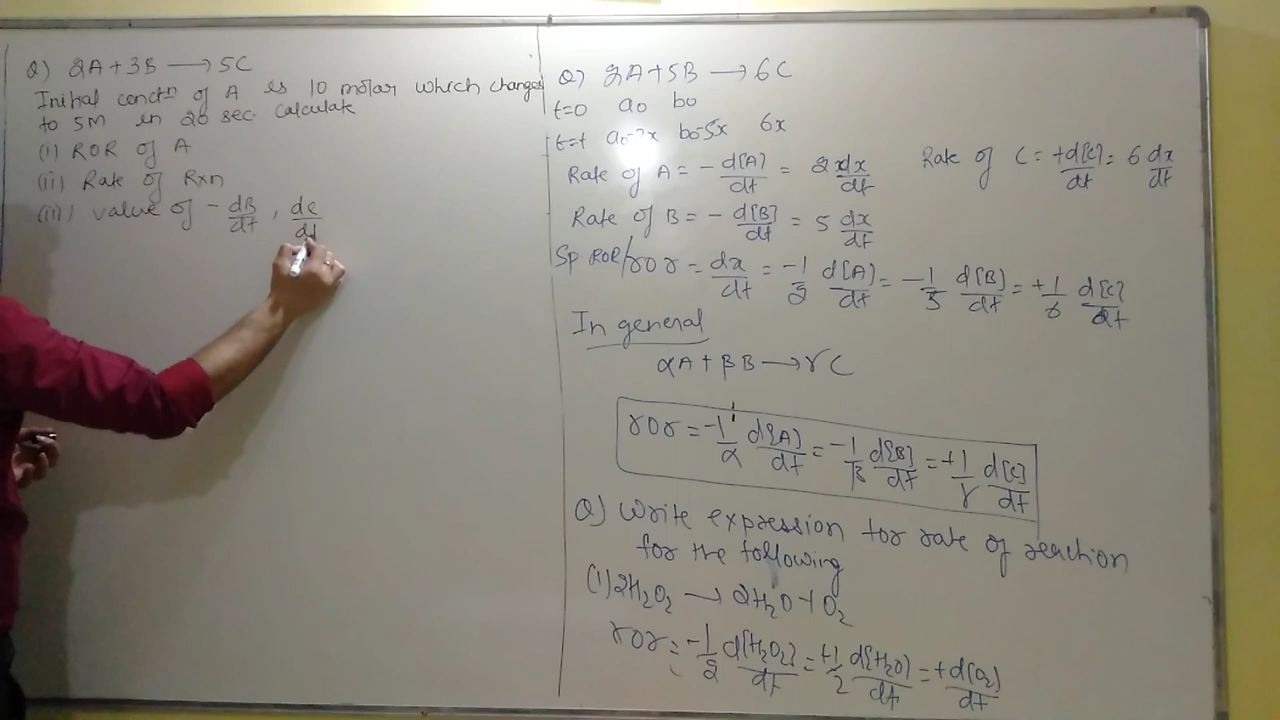 Q) 2A+3B ⟶ 5C
Initial conctn of A is 10 molar which changes
to 5M in 20 sec. calculate
(i) ROR of A
(ii) Rate of Rxn
(iii) value of - dB/dt , dc/dt
Q) 2A+5B ⟶ 6C
t=0 a0 b0
t=t a0-2x b0-5x 6x
Rate of A = - d[A]/dt = 2 dx/dt
Rate of C = +d[C]/dt = 6 dx/dt
Rate of B = - d[B]/dt = 5 dx/dt
Sp ROR/ror = dx/dt = -1/2 d[A]/dt = -1/5 d[B]/dt = +1/6 d[C]/dt
In general
αA + βB ⟶ γC
ror = -1/α d[A]/dt = -1/β d[B]/dt = +1/γ d[C]/dt
Q) Write expression for rate of reaction
for the following
(1) 2H₂O₂ ⟶ 2H₂O + O₂
ror = -1/2 d[H₂O₂]/dt = +1/2 d[H₂O]/dt = +d[O₂]/dt